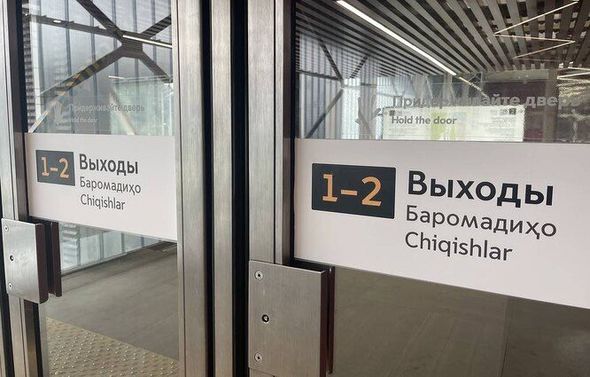 Придерживайте дверь
Hold the door
1–2 Выходы
Баромадиҳо
Chiqishlar
Придерживайте дверь
Hold the door
1–2 Выходы
Баромадиҳо
Chiqishlar